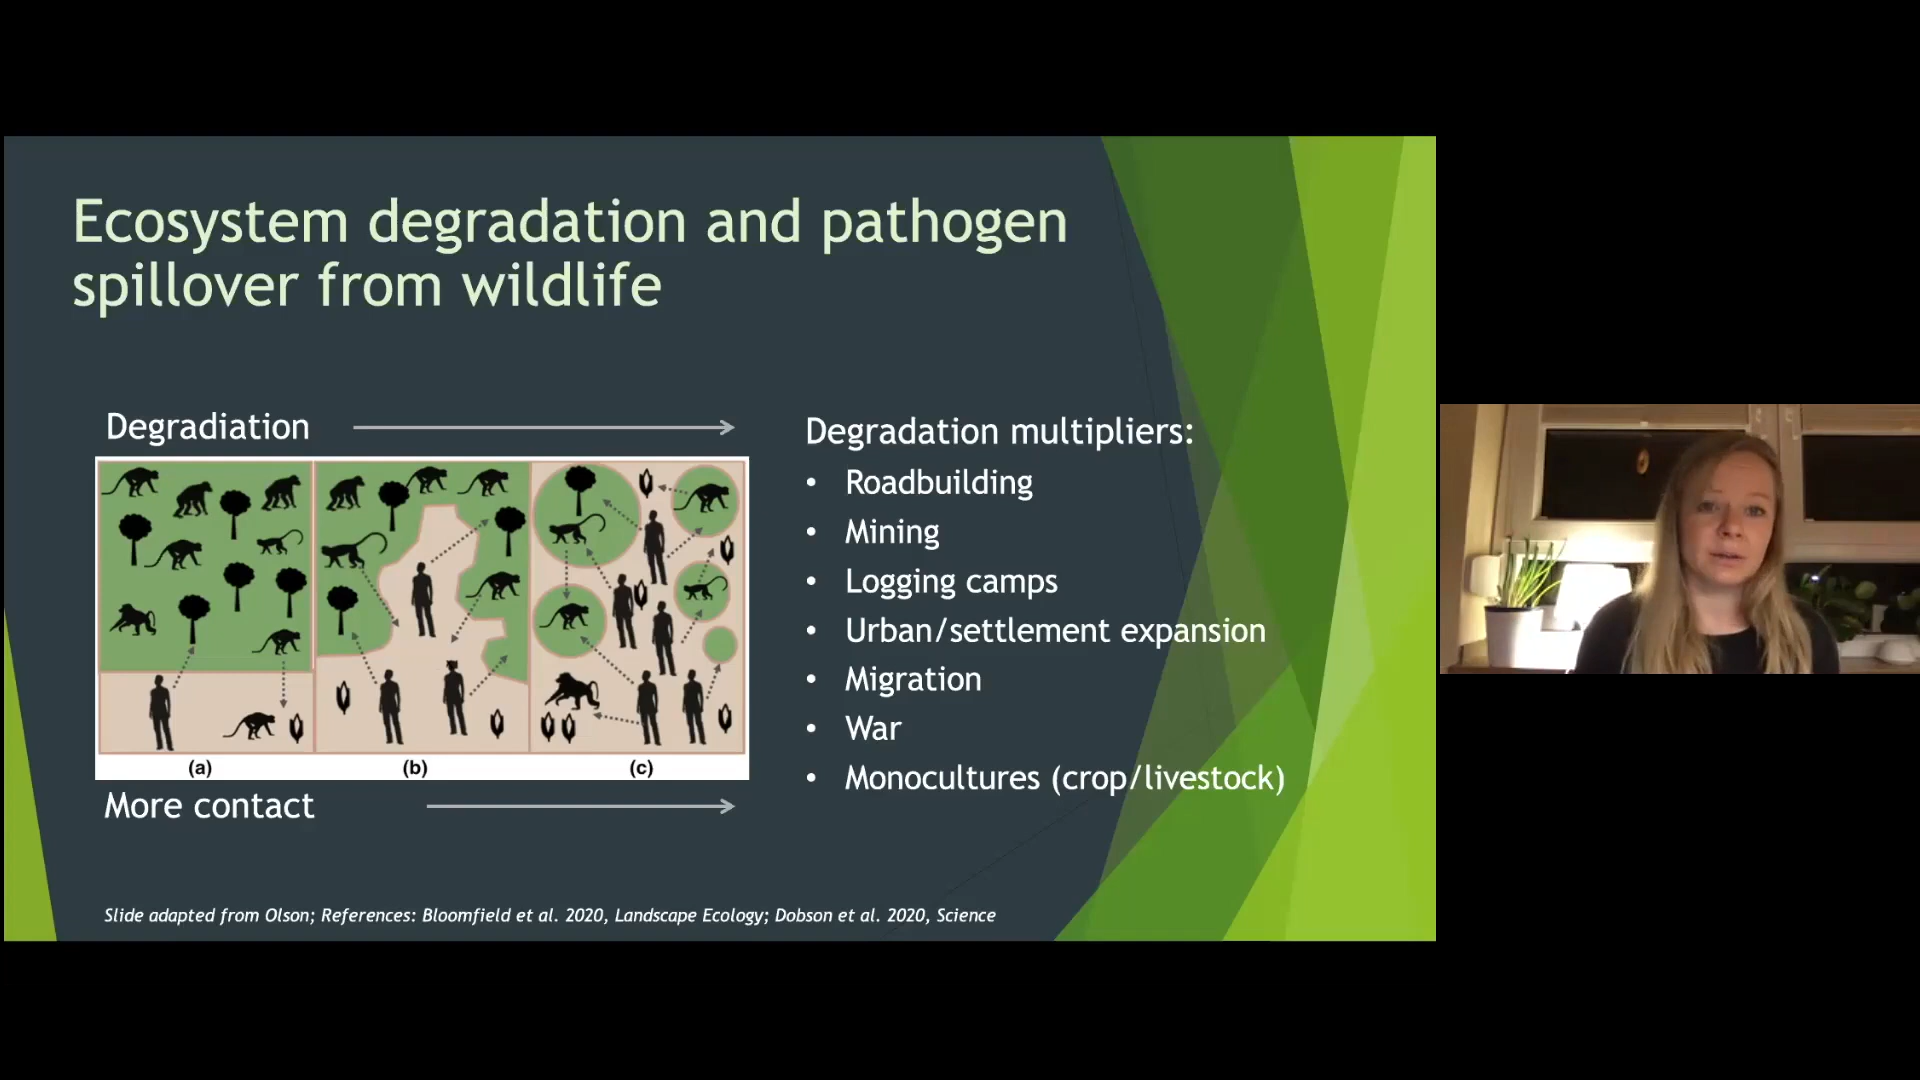 Ecosystem degradation and pathogen
spillover from wildlife
Degradiation
(a)
(b)
(c)
More contact
Degradation multipliers:
• Roadbuilding
• Mining
• Logging camps
• Urban/settlement expansion
• Migration
• War
• Monocultures (crop/livestock)
Slide adapted from Olson; References: Bloomfield et al. 2020, Landscape Ecology; Dobson et al. 2020, Science